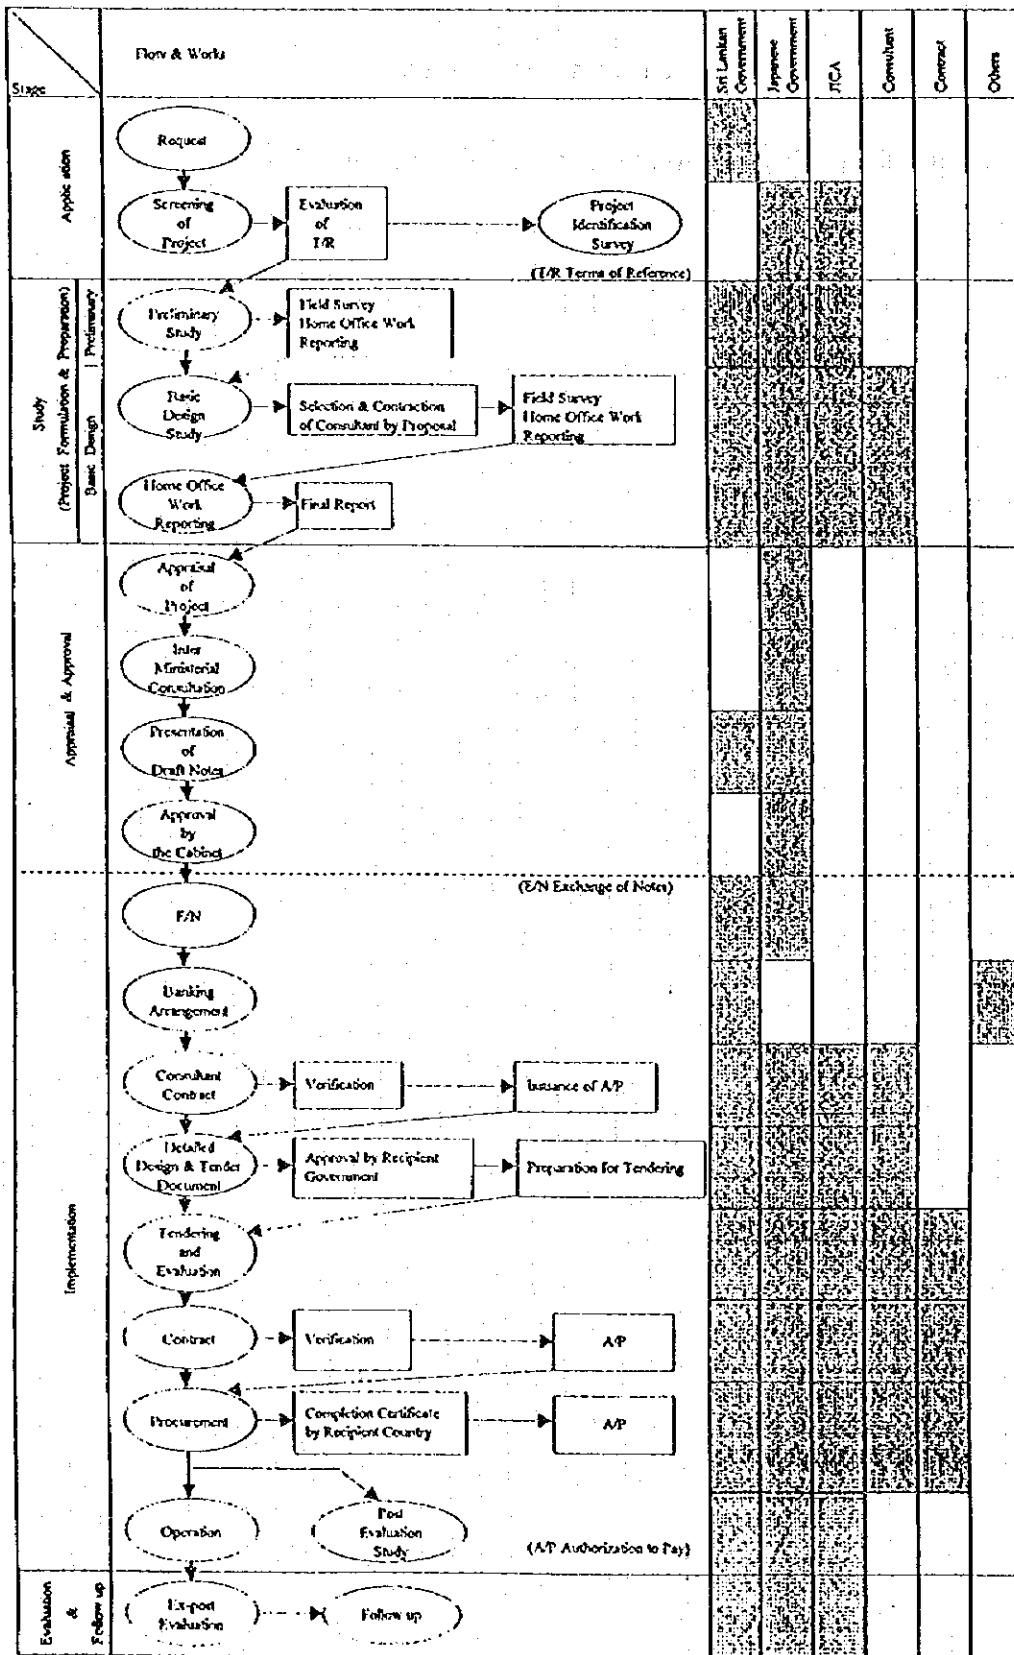 Stage
Flow & Works
Sri Lankan
Government
Japanese
Government
JICA
Consultant
Contract
Others
Application
Request
Screening
of
Project
Evaluation
of
T/R
Project
Identification
Survey
(T/R Terms of Reference)
Study
(Project Formulation & Preparation)
Preliminary
Basic Design
Preliminary
Study
Field Survey
Home Office Work
Reporting
Basic
Design
Study
Selection & Contraction
of Consultant by Proposal
Field Survey
Home Office Work
Reporting
Home Office
Work
Reporting
Final Report
Appraisal & Approval
Appraisal
of
Project
Inter
Ministerial
Consultation
Presentation
of
Draft Notes
Approval
by
the Cabinet
(E/N Exchange of Notes)
Implementation
E/N
Banking
Arrangement
Consultant
Contract
Verification
Issuance of A/P
Detailed
Design & Tender
Document
Approval by Recipient
Government
Preparation for Tendering
Tendering
and
Evaluation
Contract
Verification
A/P
Procurement
Completion Certificate
by Recipient Country
A/P
Operation
Post
Evaluation
Study
(A/P Authorization to Pay)
Evaluation
&
Follow up
Ex-post
Evaluation
Follow up